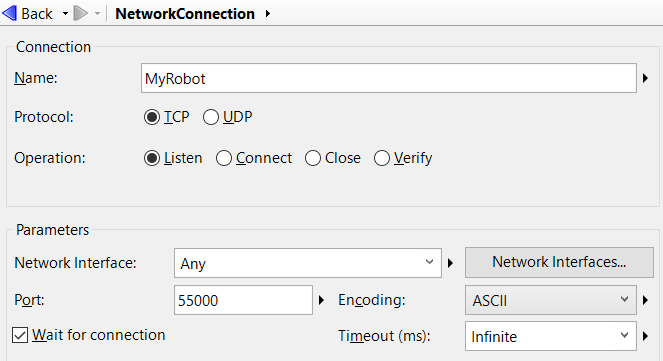 Back NetworkConnection
Connection
Name: MyRobot
Protocol: TCP UDP
Operation: Listen Connect Close Verify
Parameters
Network Interface: Any Network Interfaces...
Port: 55000 Encoding: ASCII
Wait for connection Timeout (ms): Infinite